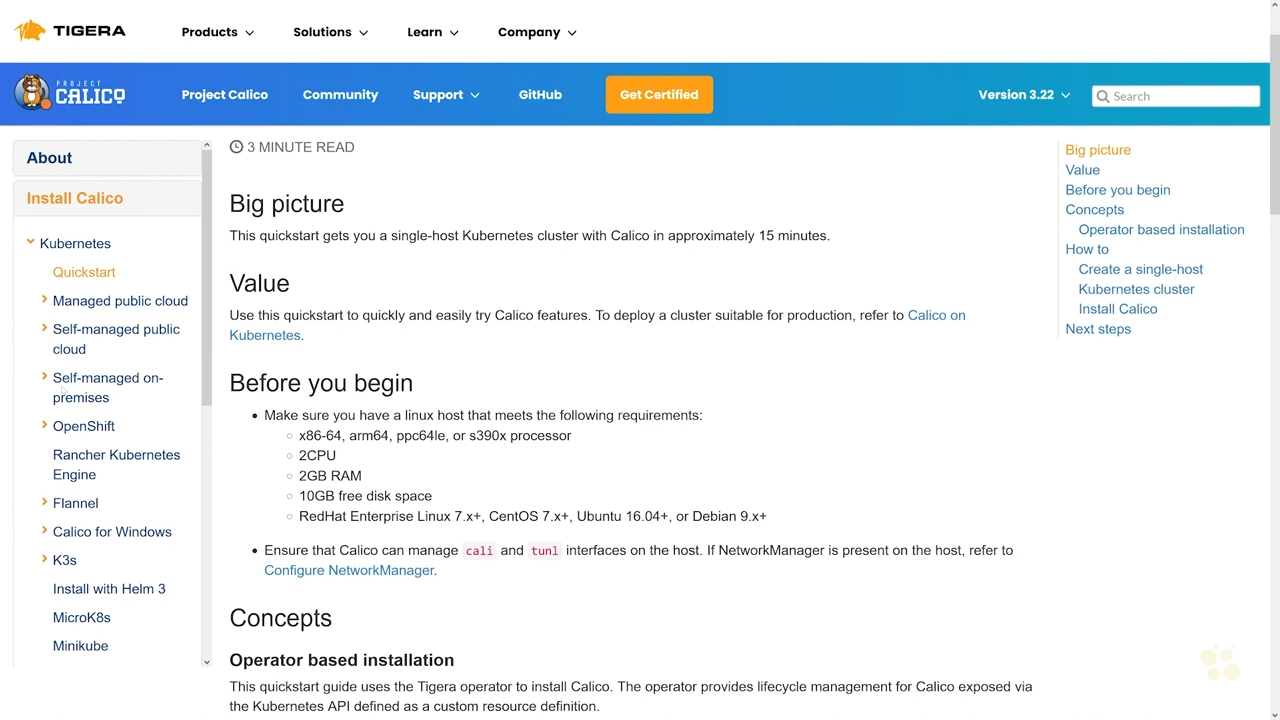 TIGERA
Products
Solutions
Learn
Company
PROJECT
CALICO
Project Calico
Community
Support
GitHub
Get Certified
Version 3.22
Search
About
Install Calico
Kubernetes
Quickstart
Managed public cloud
Self-managed public
cloud
Self-managed on-
premises
OpenShift
Rancher Kubernetes
Engine
Flannel
Calico for Windows
K3s
Install with Helm 3
MicroK8s
Minikube
3 MINUTE READ
Big picture
This quickstart gets you a single-host Kubernetes cluster with Calico in approximately 15 minutes.
Value
Use this quickstart to quickly and easily try Calico features. To deploy a cluster suitable for production, refer to Calico on
Kubernetes.
Before you begin
• Make sure you have a linux host that meets the following requirements:
○ x86-64, arm64, ppc64le, or s390x processor
○ 2CPU
○ 2GB RAM
○ 10GB free disk space
○ RedHat Enterprise Linux 7.x+, CentOS 7.x+, Ubuntu 16.04+, or Debian 9.x+
• Ensure that Calico can manage cali and tunl interfaces on the host. If NetworkManager is present on the host, refer to
Configure NetworkManager.
Concepts
Operator based installation
This quickstart guide uses the Tigera operator to install Calico. The operator provides lifecycle management for Calico exposed via
the Kubernetes API defined as a custom resource definition.
Big picture
Value
Before you begin
Concepts
Operator based installation
How to
Create a single-host
Kubernetes cluster
Install Calico
Next steps